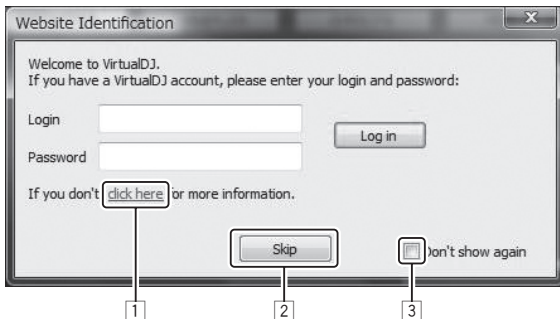 Website Identification
Welcome to VirtualDJ.
If you have a VirtualDJ account, please enter your login and password:
Login
Log in
Password
If you don't click here for more information.
Skip
Don't show again
1 2 3